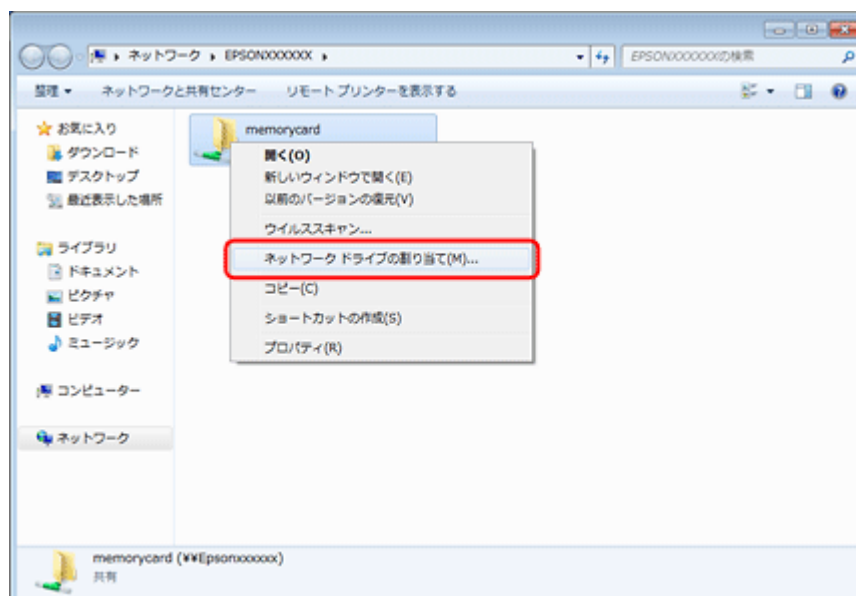 ネットワーク EPSONXXXXXX
EPSONXXXXXXXの検索
整理 ネットワークと共有センター リモート プリンターを表示する
お気に入り
ダウンロード
デスクトップ
最近表示した場所
ライブラリ
ドキュメント
ピクチャ
ビデオ
ミュージック
コンピューター
ネットワーク
memorycard
開く(O)
新しいウィンドウで開く(E)
以前のバージョンの復元(V)
ウイルススキャン...
ネットワーク ドライブの割り当て(M)...
コピー(C)
ショートカットの作成(S)
プロパティ(R)
memorycard (¥¥Epsonxxxxxx)
共有